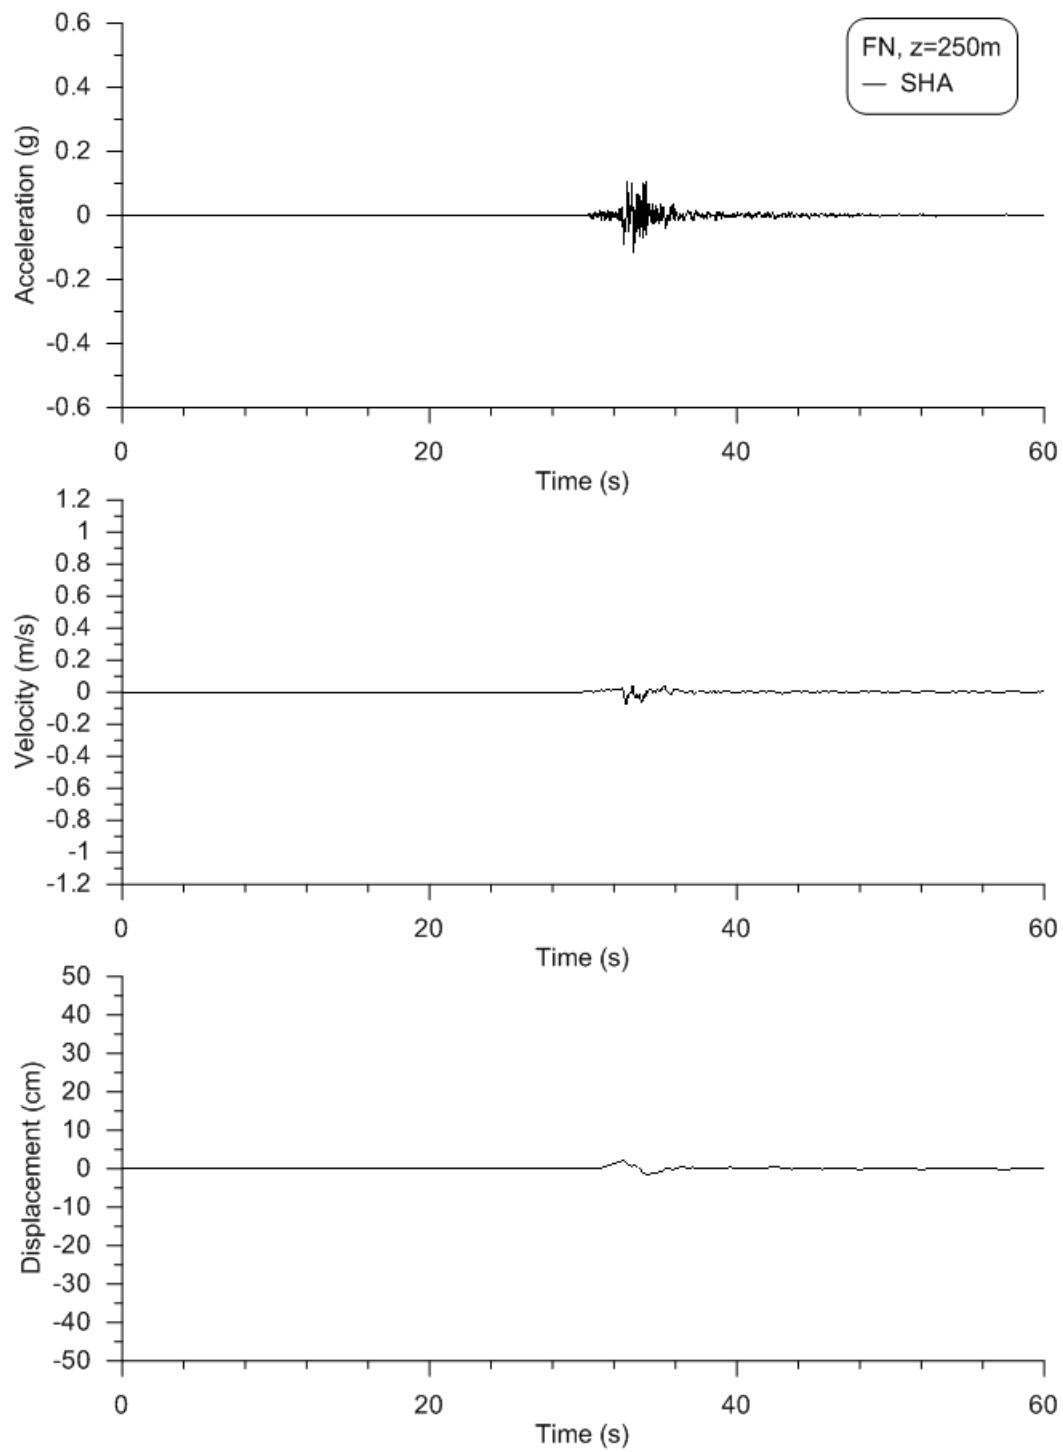 FN, z=250m
— SHA
Acceleration (g)
0.6
0.4
0.2
0
-0.2
-0.4
-0.6
0 20 40 60
Time (s)
Velocity (m/s)
1.2
1
0.8
0.6
0.4
0.2
0
-0.2
-0.4
-0.6
-0.8
-1
-1.2
0 20 40 60
Time (s)
Displacement (cm)
50
40
30
20
10
0
-10
-20
-30
-40
-50
0 20 40 60
Time (s)